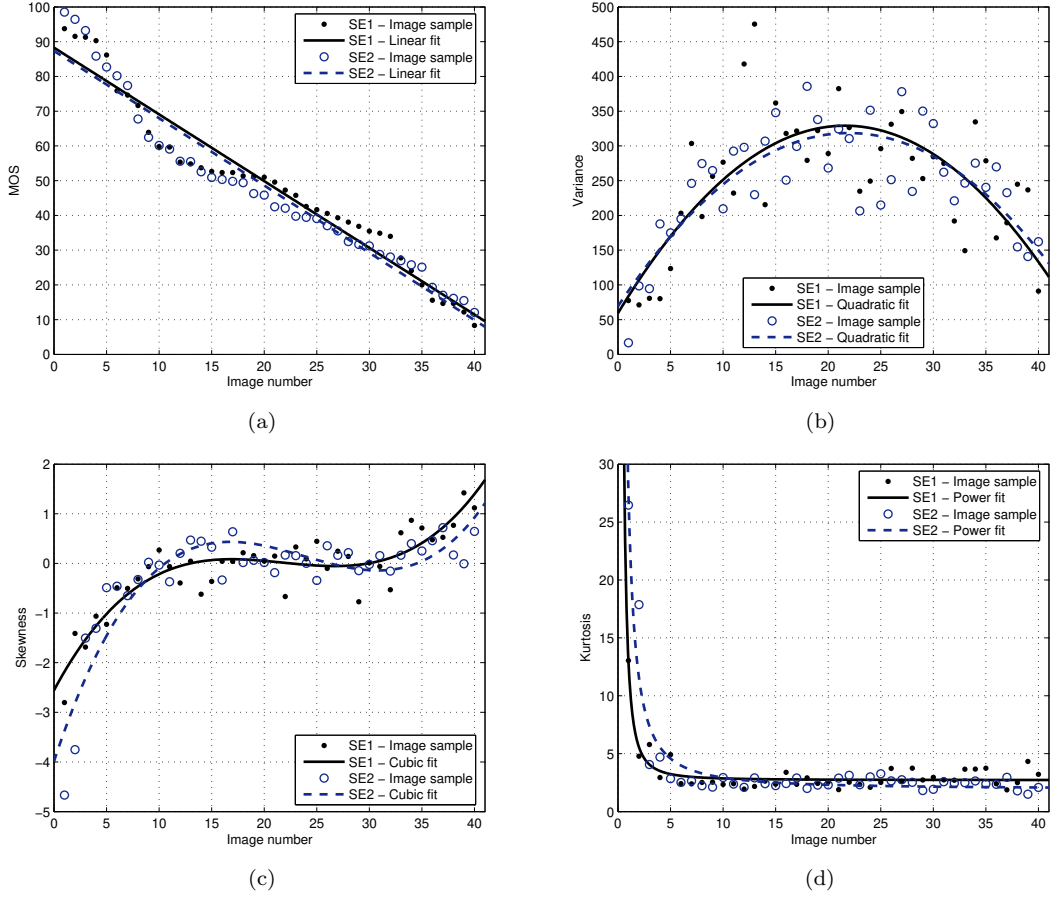 100
90
80
70
60
50
40
30
20
10
0
MOS
SE1 − Image sample
SE1 − Linear fit
SE2 − Image sample
SE2 − Linear fit
0 5 10 15 20 25 30 35 40
Image number
(a)
500
450
400
350
300
250
200
150
100
50
0
Variance
SE1 − Image sample
SE1 − Quadratic fit
SE2 − Image sample
SE2 − Quadratic fit
0 5 10 15 20 25 30 35 40
Image number
(b)
2
1
0
−1
−2
−3
−4
−5
Skewness
SE1 − Image sample
SE1 − Cubic fit
SE2 − Image sample
SE2 − Cubic fit
0 5 10 15 20 25 30 35 40
Image number
(c)
30
25
20
15
10
5
0
Kurtosis
SE1 − Image sample
SE1 − Power fit
SE2 − Image sample
SE2 − Power fit
0 5 10 15 20 25 30 35 40
Image number
(d)